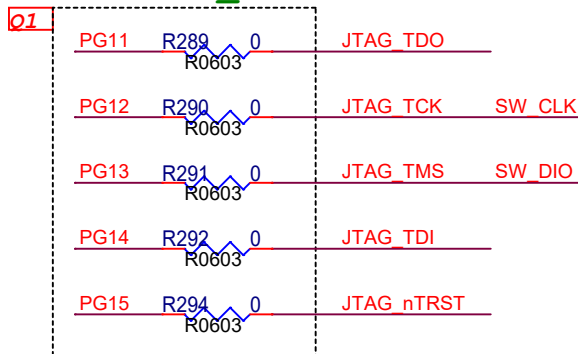 Q1
PG11 R289 0 JTAG_TDO
R0603
PG12 R290 0 JTAG_TCK SW_CLK
R0603
PG13 R291 0 JTAG_TMS SW_DIO
R0603
PG14 R292 0 JTAG_TDI
R0603
PG15 R294 0 JTAG_nTRST
R0603